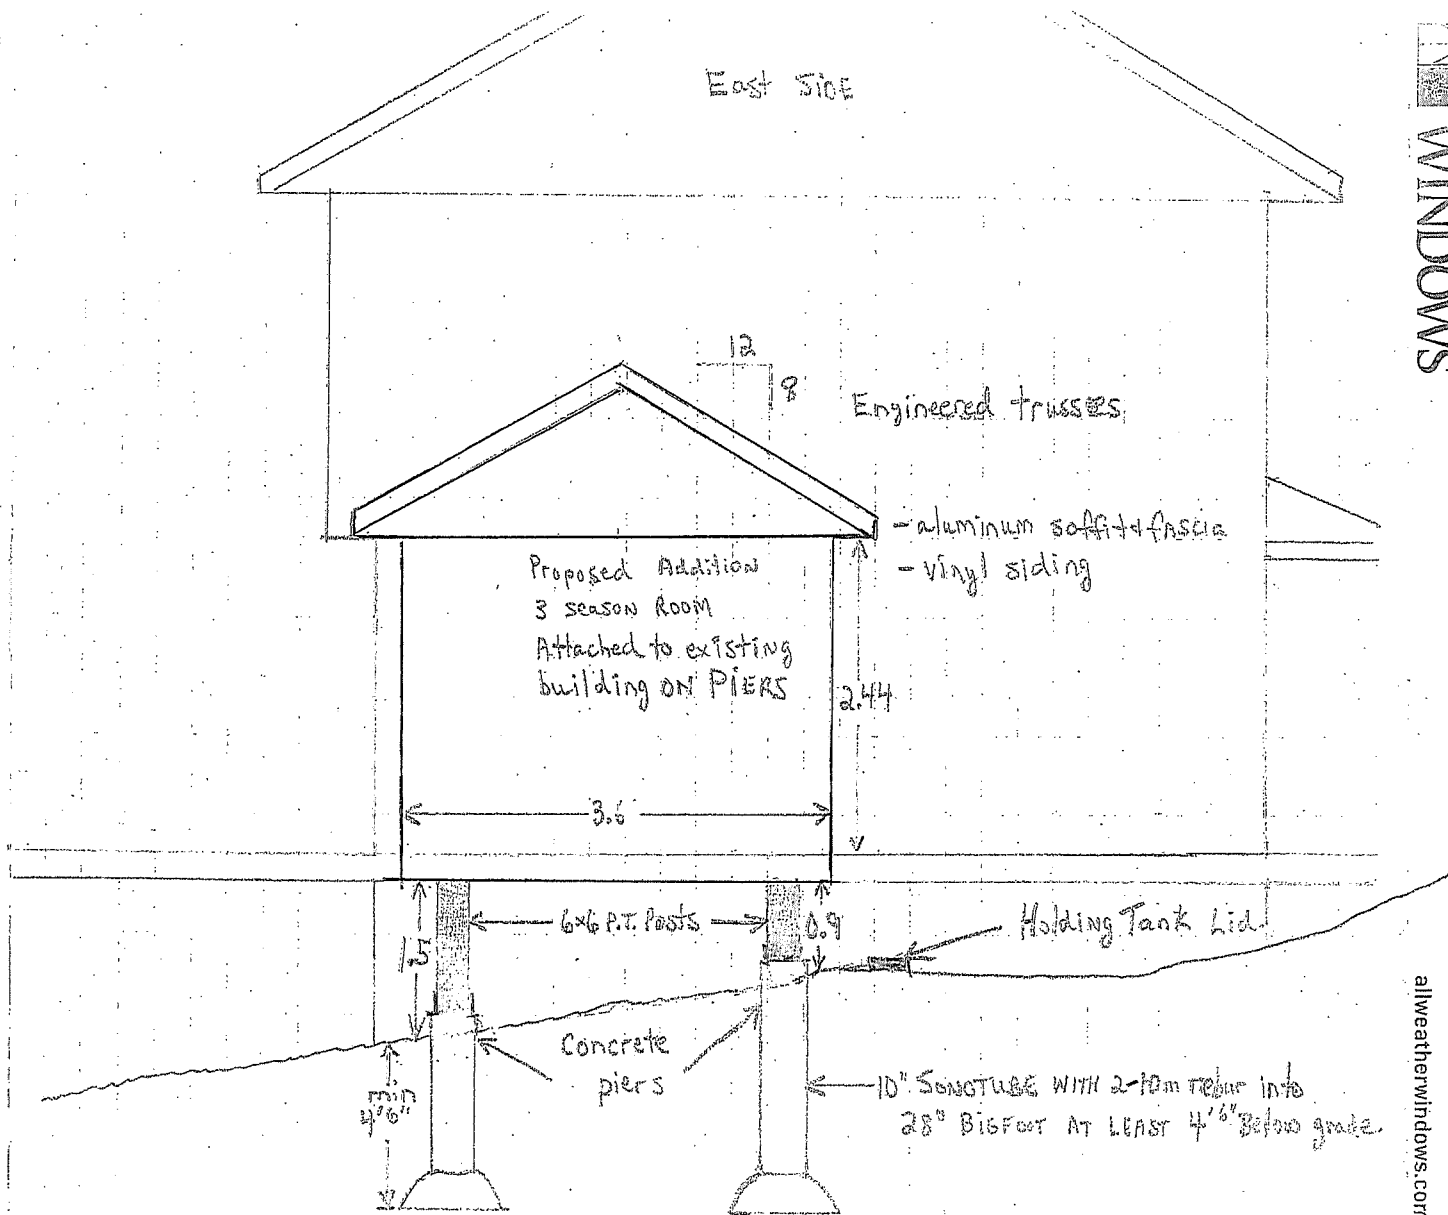 East SiDE
WINDOWS
12
8
Engineered trusses
- aluminum soffit & fascia
- vinyl siding
Proposed Addition
3 season Room
Attached to existing
building ON PIERS
2.44
3.6
6x6 P.T. Posts
0.9
1.5
Holding Tank Lid
Concrete
piers
min
4'6"
10" SONOTUBE WITH 2-10m rebar into
28" BIGFOOT AT LEAST 4'6" Below grade.
allweatherwindows.com